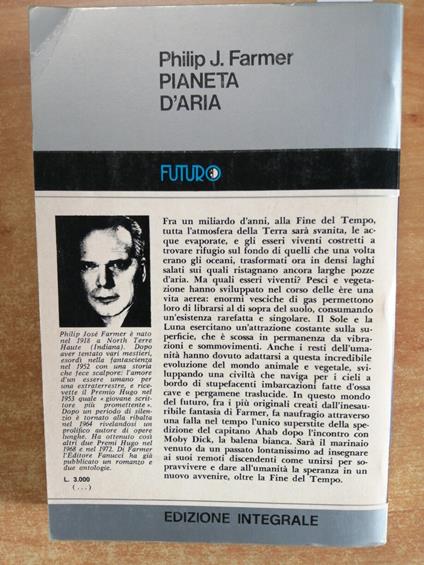 Philip J. Farmer
PIANETA
D'ARIA
FUTURO
Fra un miliardo d'anni, alla Fine del Tempo,
tutta l'atmosfera della Terra sarà svanita, le ac-
que evaporate, e gli esseri viventi costretti a
trovare rifugio sul fondo di quelli che una volta
erano gli oceani, trasformati ora in densi laghi
salati sui quali ristagnano ancora larghe pozze
d'aria. Ma quali esseri viventi? Pesci e vegeta-
zione hanno sviluppato nel corso delle ère una
vita aerea: enormi vesciche di gas permettono
loro di librarsi al di sopra del suolo, consumando
un'esistenza rarefatta e singolare. Il Sole e la
Luna esercitano un'attrazione costante sulla su-
perficie, che è scossa in permanenza da vibra-
zioni e sommovimenti. Anche i resti dell'uma-
nità hanno dovuto adattarsi a questa incredibile
evoluzione del mondo animale e vegetale, svi-
luppando una civiltà che naviga per i cieli a
bordo di stupefacenti imbarcazioni fatte d'ossa
cave e pergamene traslucide. In questo mondo
del futuro, fra i più originali creati dall'inesau-
ribile fantasia di Farmer, fa naufragio attraverso
una falla nel tempo l'unico superstite della spe-
dizione del capitano Ahab dopo l'incontro con
Moby Dick, la balena bianca. Sarà il marinaio
venuto da un passato lontanissimo ad insegnare
ai suoi remoti discendenti come unirsi per so-
pravvivere e dare all'umanità la speranza in un
nuovo avvenire, oltre la Fine del Tempo.
Philip José Farmer è nato
nel 1918 a North Terre
Haute (Indiana). Dopo
aver tentato vari mestieri,
esordì nella fantascienza
nel 1952 con una storia
che fece scalpore: l'amore
d'un essere umano per
una extraterrestre, e rice-
vette il Premio Hugo nel
1953 quale « giovane scrit-
tore più promettente ».
Dopo un periodo di silen-
zio è tornato alla ribalta
nel 1964 rivelandosi un
prolifico autore di opere
lunghe. Ha ottenuto così
altri due Premi Hugo nel
1968 e nel 1972. Di Farmer
l'Editore Fanucci ha già
pubblicato un romanzo e
due antologie.
L. 3.000
(...)
EDIZIONE INTEGRALE